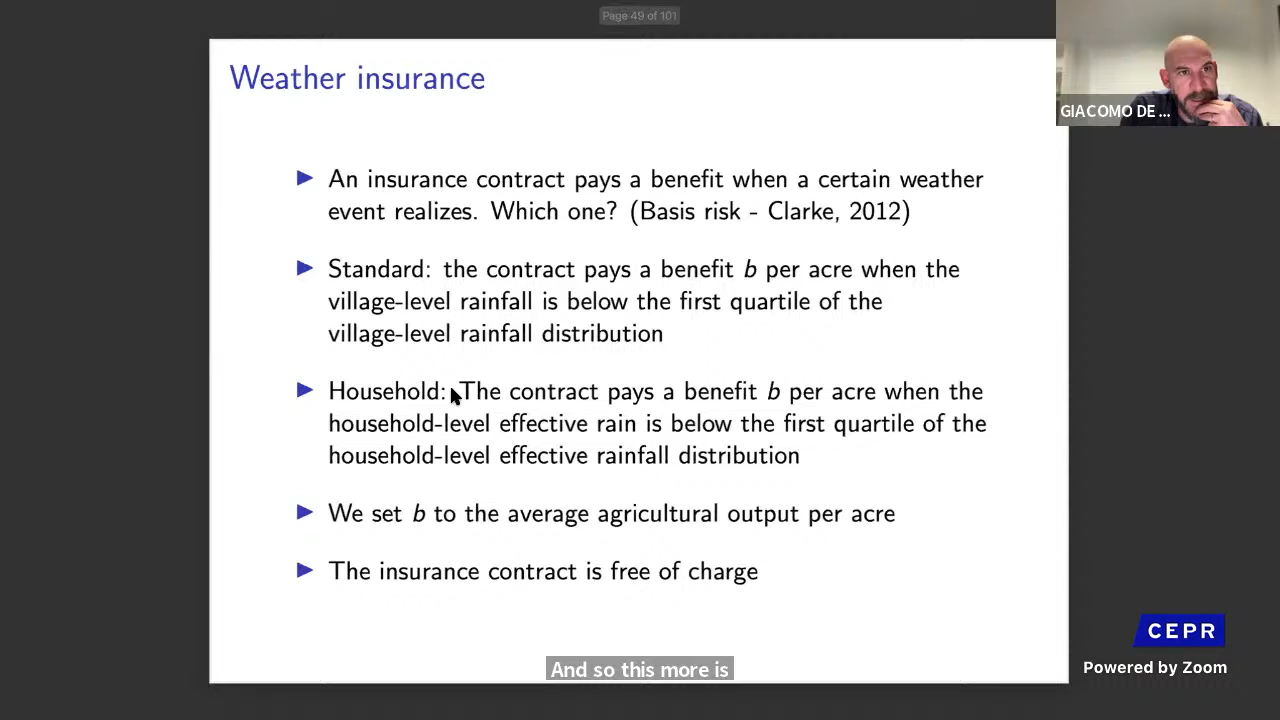 Page 49 of 101
Weather insurance
GIACOMO DE ...
▶ An insurance contract pays a benefit when a certain weather
event realizes. Which one? (Basis risk - Clarke, 2012)
▶ Standard: the contract pays a benefit b per acre when the
village-level rainfall is below the first quartile of the
village-level rainfall distribution
▶ Household: The contract pays a benefit b per acre when the
household-level effective rain is below the first quartile of the
household-level effective rainfall distribution
▶ We set b to the average agricultural output per acre
▶ The insurance contract is free of charge
CEPR
Powered by Zoom
And so this more is